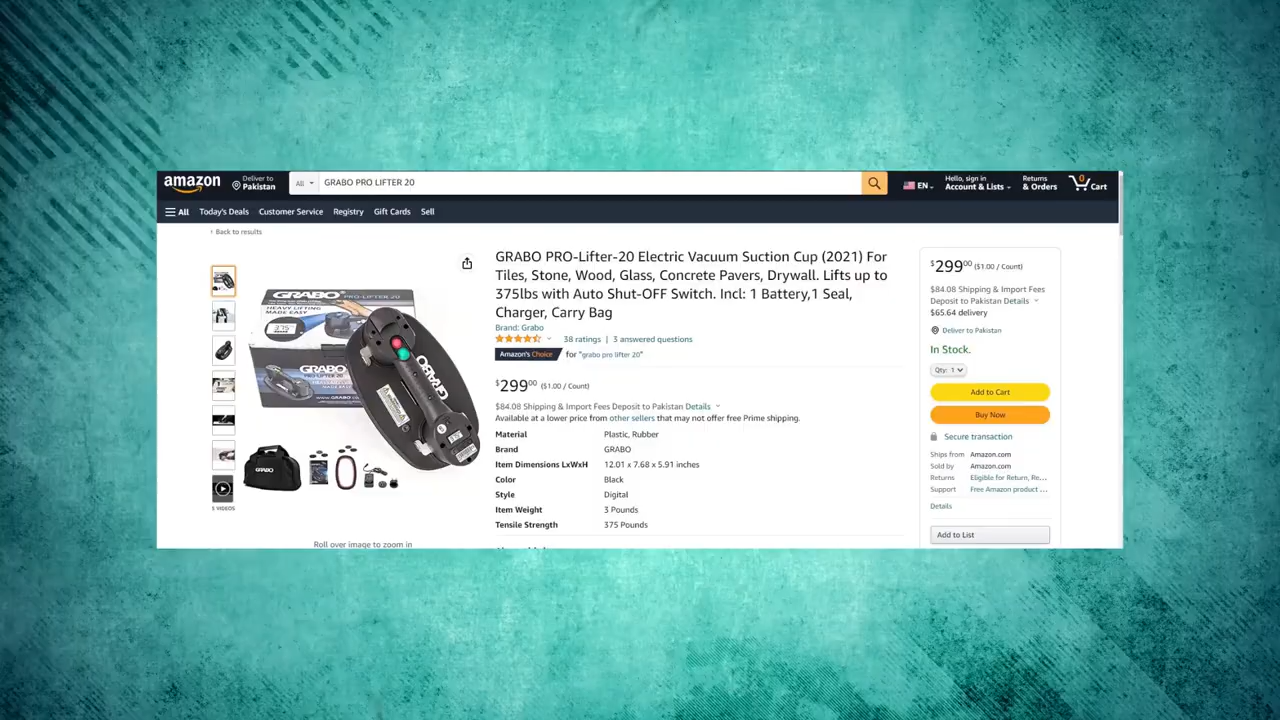 amazon
Deliver to
Pakistan
All
GRABO PRO LIFTER 20
EN
Hello, sign in
Account & Lists
Returns
& Orders
0
Cart
All
Today's Deals
Customer Service
Registry
Gift Cards
Sell
‹ Back to results
GRABO PRO-Lifter-20 Electric Vacuum Suction Cup (2021) For
Tiles, Stone, Wood, Glass, Concrete Pavers, Drywall. Lifts up to
375lbs with Auto Shut-OFF Switch. Incl: 1 Battery,1 Seal,
Charger, Carry Bag
Brand: Grabo
38 ratings | 3 answered questions
Amazon's Choice for "grabo pro lifter 20"
$29900 ($1.00 / Count)
$84.08 Shipping & Import Fees Deposit to Pakistan Details
Available at a lower price from other sellers that may not offer free Prime shipping.
Material Plastic, Rubber
Brand GRABO
Item Dimensions LxWxH 12.01 x 7.68 x 5.91 inches
Color Black
Style Digital
Item Weight 3 Pounds
Tensile Strength 375 Pounds
GRABO PRO-LIFTER 20
HEAVY LIFTING
MADE EASY
375
GRABO
GRABO
GRABO
5 VIDEOS
Roll over image to zoom in
$29900 ($1.00 / Count)
$84.08 Shipping & Import Fees
Deposit to Pakistan Details
$65.64 delivery
Deliver to Pakistan
In Stock.
Qty: 1
Add to Cart
Buy Now
Secure transaction
Ships from Amazon.com
Sold by Amazon.com
Returns Eligible for Return, Re...
Support Free Amazon product ...
Details
Add to List